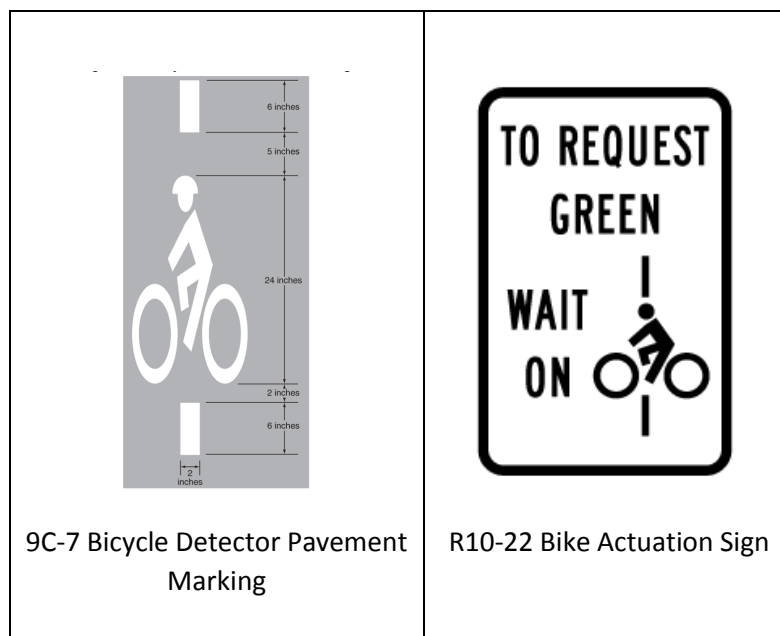 6 inches
5 inches
24 inches
2 inches
6 inches
2
inches
9C-7 Bicycle Detector Pavement
Marking
TO REQUEST
GREEN
WAIT
ON
R10-22 Bike Actuation Sign